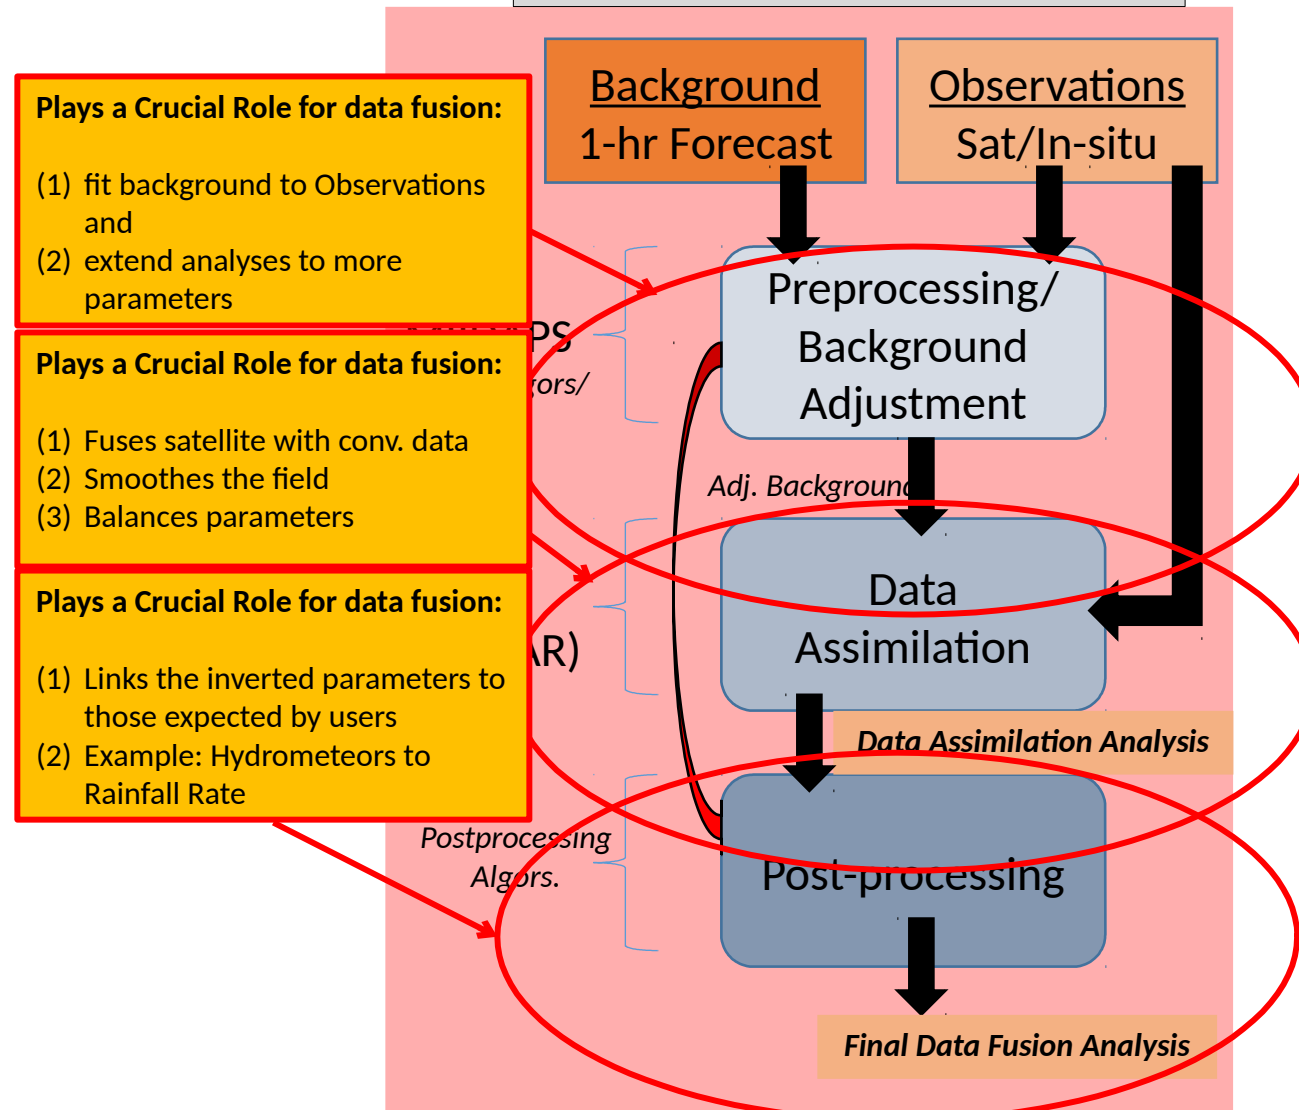 Background
1-hr Forecast
Observations
Sat/In-situ
Plays a Crucial Role for data fusion:
(1) fit background to Observations
and
(2) extend analyses to more
parameters
Preprocessing/
Background
Adjustment
Plays a Crucial Role for data fusion:
(1) Fuses satellite with conv. data
(2) Smoothes the field
(3) Balances parameters
Adj. Background
Data
Assimilation
Plays a Crucial Role for data fusion:
(1) Links the inverted parameters to
those expected by users
(2) Example: Hydrometeors to
Rainfall Rate
Data Assimilation Analysis
Postprocessing
Algors.
Post-processing
Final Data Fusion Analysis